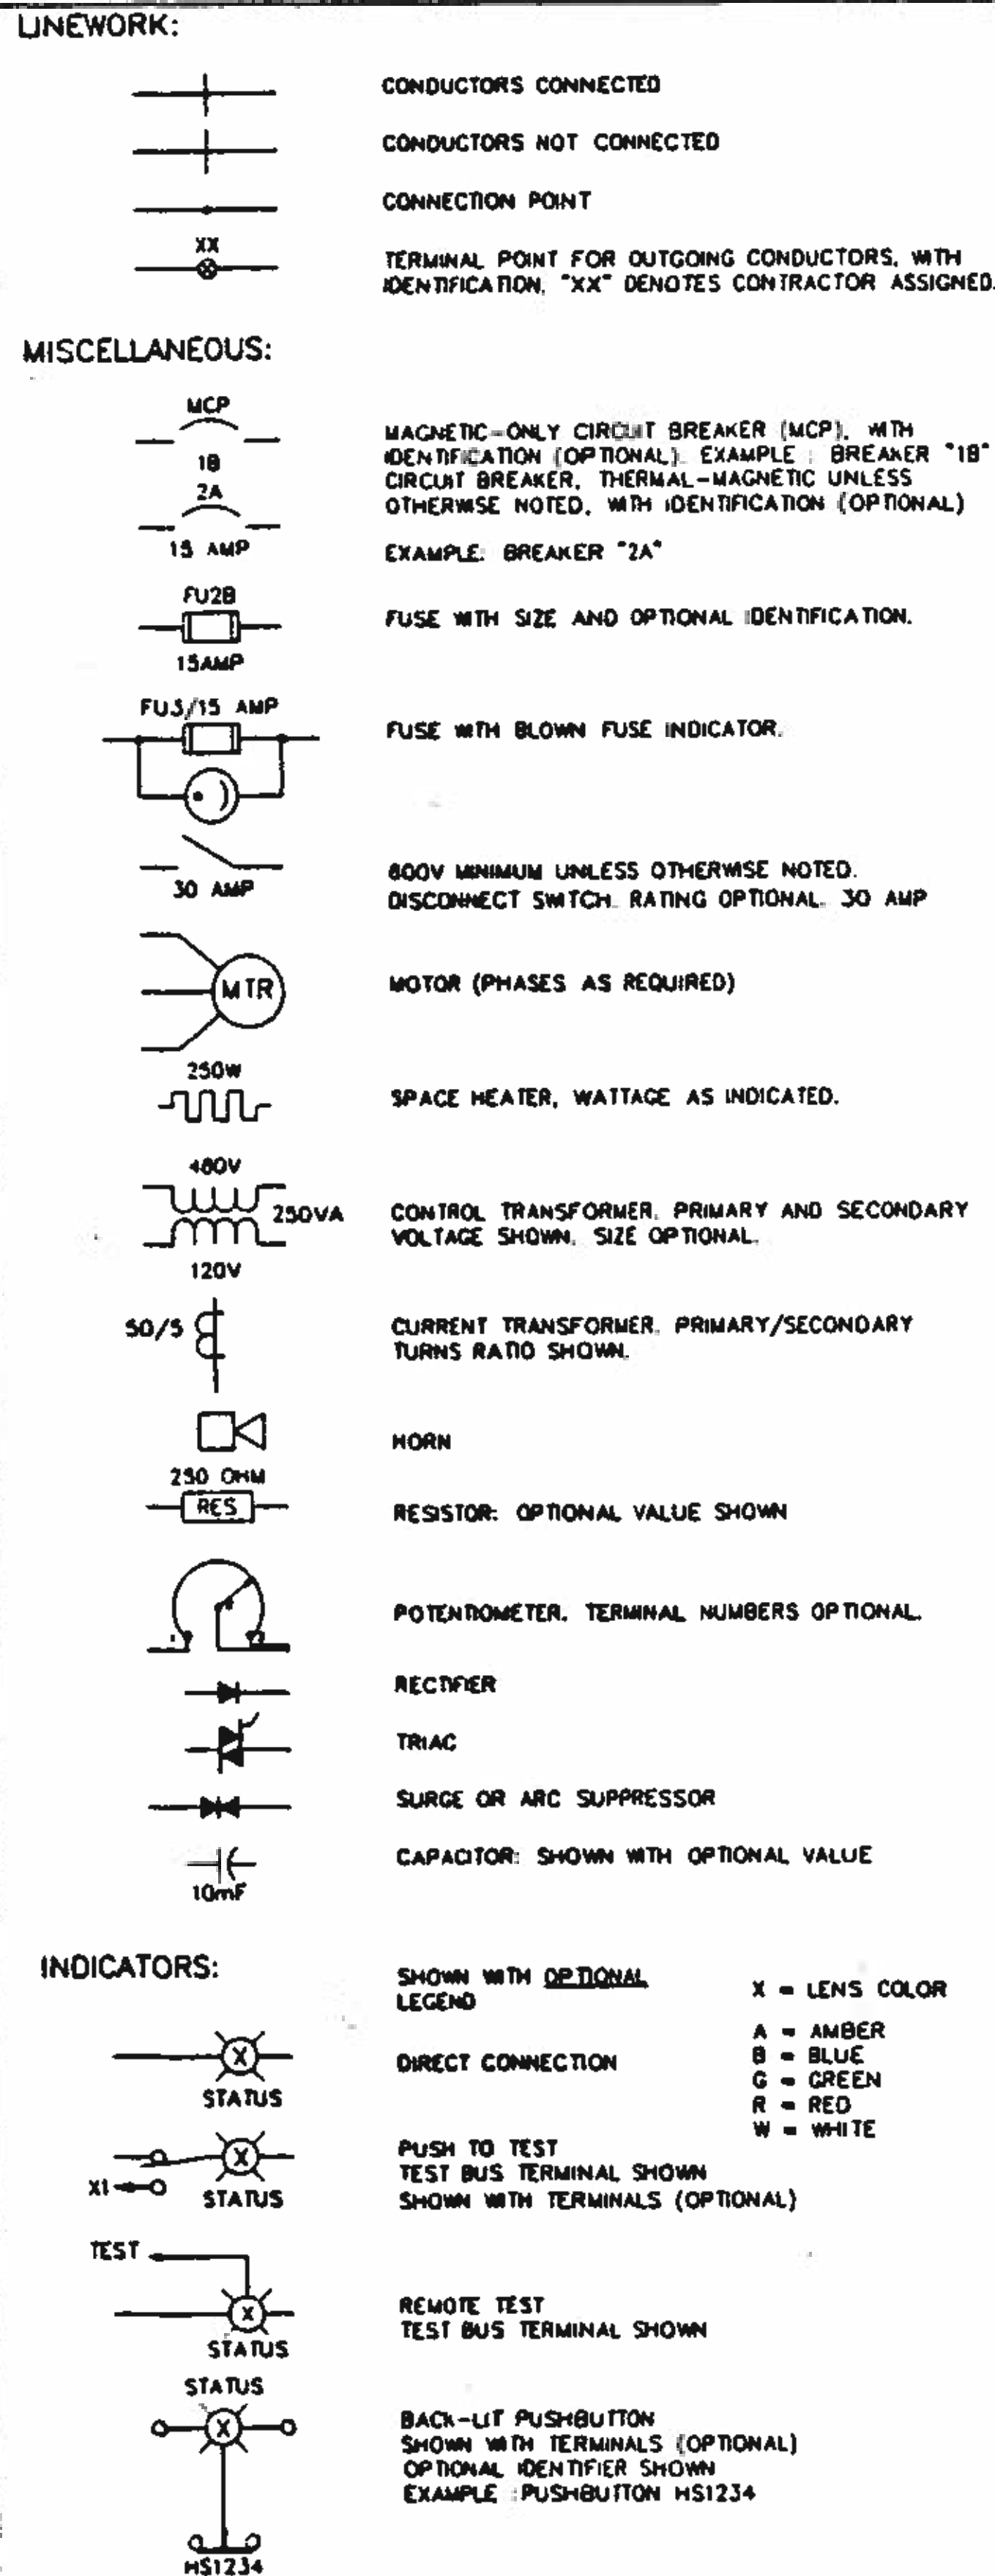 LINEWORK:
CONDUCTORS CONNECTED
CONDUCTORS NOT CONNECTED
CONNECTION POINT
XX
TERMINAL POINT FOR OUTGOING CONDUCTORS, WITH
IDENTIFICATION, "XX" DENOTES CONTRACTOR ASSIGNED.
MISCELLANEOUS:
MCP
1B
MAGNETIC-ONLY CIRCUIT BREAKER (MCP), WITH
IDENTIFICATION (OPTIONAL). EXAMPLE : BREAKER "1B"
2A
15 AMP
CIRCUIT BREAKER, THERMAL-MAGNETIC UNLESS
OTHERWISE NOTED, WITH IDENTIFICATION (OPTIONAL)
EXAMPLE: BREAKER "2A"
FU2B
15AMP
FUSE WITH SIZE AND OPTIONAL IDENTIFICATION.
FU3/15 AMP
FUSE WITH BLOWN FUSE INDICATOR.
30 AMP
600V MINIMUM UNLESS OTHERWISE NOTED.
DISCONNECT SWITCH. RATING OPTIONAL. 30 AMP
MTR
MOTOR (PHASES AS REQUIRED)
250W
SPACE HEATER, WATTAGE AS INDICATED.
480V
250VA
120V
CONTROL TRANSFORMER. PRIMARY AND SECONDARY
VOLTAGE SHOWN. SIZE OPTIONAL.
50/5
CURRENT TRANSFORMER. PRIMARY/SECONDARY
TURNS RATIO SHOWN.
HORN
250 OHM
RES
RESISTOR: OPTIONAL VALUE SHOWN
POTENTIOMETER. TERMINAL NUMBERS OPTIONAL.
RECTIFIER
TRIAC
SURGE OR ARC SUPPRESSOR
10mF
CAPACITOR: SHOWN WITH OPTIONAL VALUE
INDICATORS:
SHOWN WITH OPTIONAL
LEGEND
X = LENS COLOR
A = AMBER
B = BLUE
G = GREEN
R = RED
W = WHITE
X
STATUS
DIRECT CONNECTION
X
X1
STATUS
PUSH TO TEST
TEST BUS TERMINAL SHOWN
SHOWN WITH TERMINALS (OPTIONAL)
TEST
X
STATUS
REMOTE TEST
TEST BUS TERMINAL SHOWN
STATUS
X
HS1234
BACK-LIT PUSHBUTTON
SHOWN WITH TERMINALS (OPTIONAL)
OPTIONAL IDENTIFIER SHOWN
EXAMPLE : PUSHBUTTON HS1234